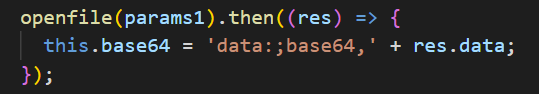 openfile(params1).then((res) => {
  this.base64 = 'data:;base64,' + res.data;
});